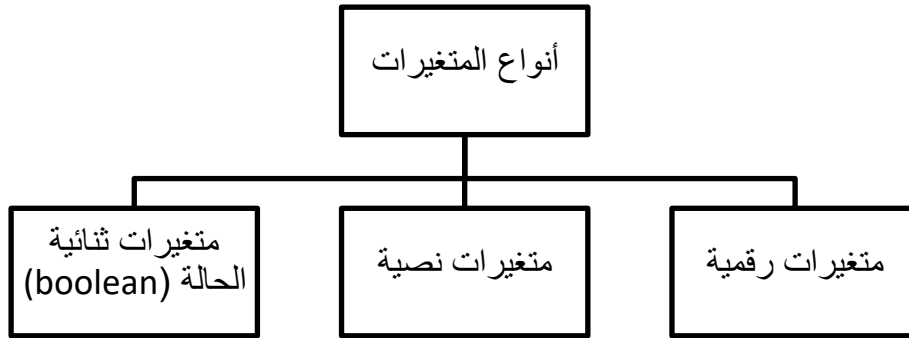 أنواع المتغيرات
متغيرات رقمية
متغيرات نصية
متغيرات ثنائية
الحالة (boolean)